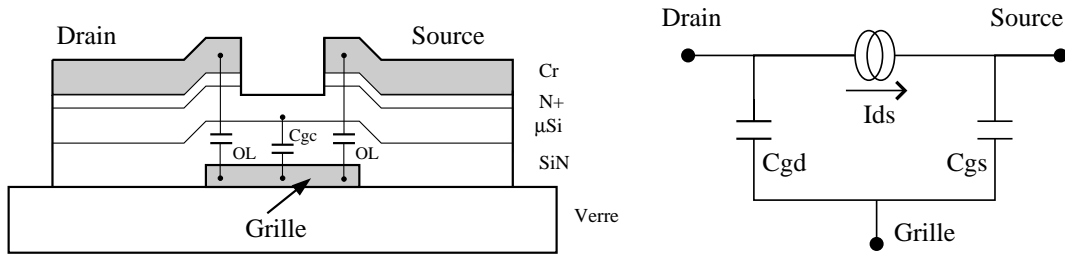 Drain
Source
Cr
N+
µSi
SiN
Verre
OL
Cgc
OL
Grille
Drain
Source
Ids
Cgd
Cgs
Grille